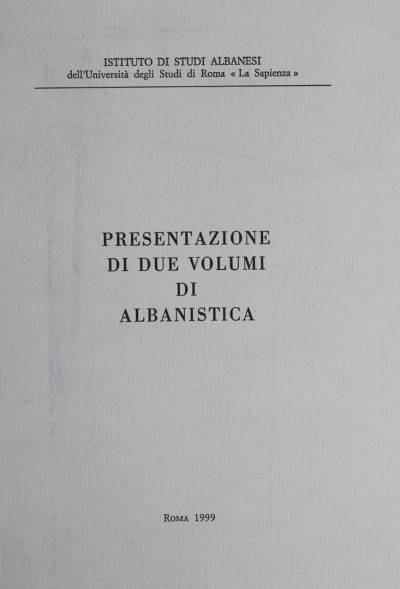 ISTITUTO DI STUDI ALBANESI
dell'Università degli Studi di Roma « La Sapienza »
PRESENTAZIONE
DI DUE VOLUMI
DI
ALBANISTICA
ROMA 1999